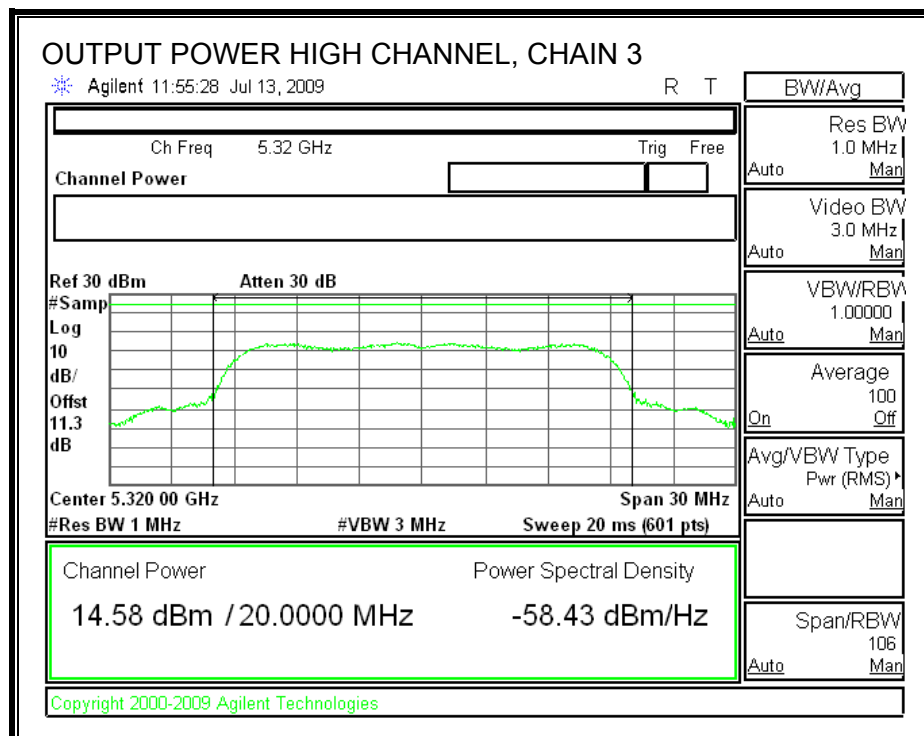 OUTPUT POWER HIGH CHANNEL, CHAIN 3
Agilent 11:55:28 Jul 13, 2009
R T
BW/Avg
Ch Freq 5.32 GHz
Trig Free
Channel Power
Res BW
1.0 MHz
Auto Man
Video BW
3.0 MHz
Auto Man
VBW/RBW
1.00000
Auto Man
Average
100
On Off
Avg/VBW Type
Pwr (RMS)
Auto Man
Span/RBW
106
Auto Man
Ref 30 dBm Atten 30 dB
#Samp
Log
10
dB/
Offst
11.3
dB
Center 5.320 00 GHz Span 30 MHz
#Res BW 1 MHz #VBW 3 MHz Sweep 20 ms (601 pts)
Channel Power Power Spectral Density
14.58 dBm / 20.0000 MHz -58.43 dBm/Hz
Copyright 2000-2009 Agilent Technologies